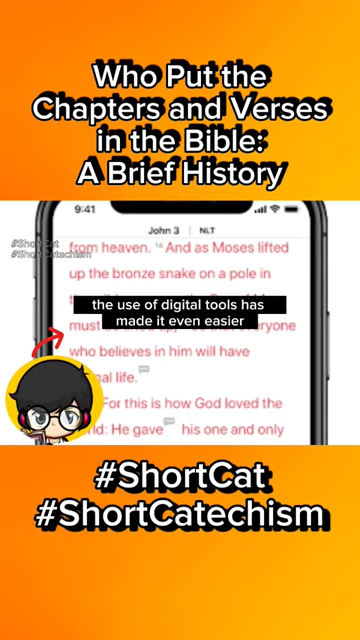 Who Put the
Chapters and Verses
in the Bible:
A Brief History
9:41
John 3 NLT
#ShortCat
#ShortCatechism
from heaven. 14 And as Moses lifted
up the bronze snake on a pole in
the use of digital tools has
made it even easier
must
everyone
who believes in him will have
life.
For this is how God loved the
He gave his one and only
#ShortCat
#ShortCatechism